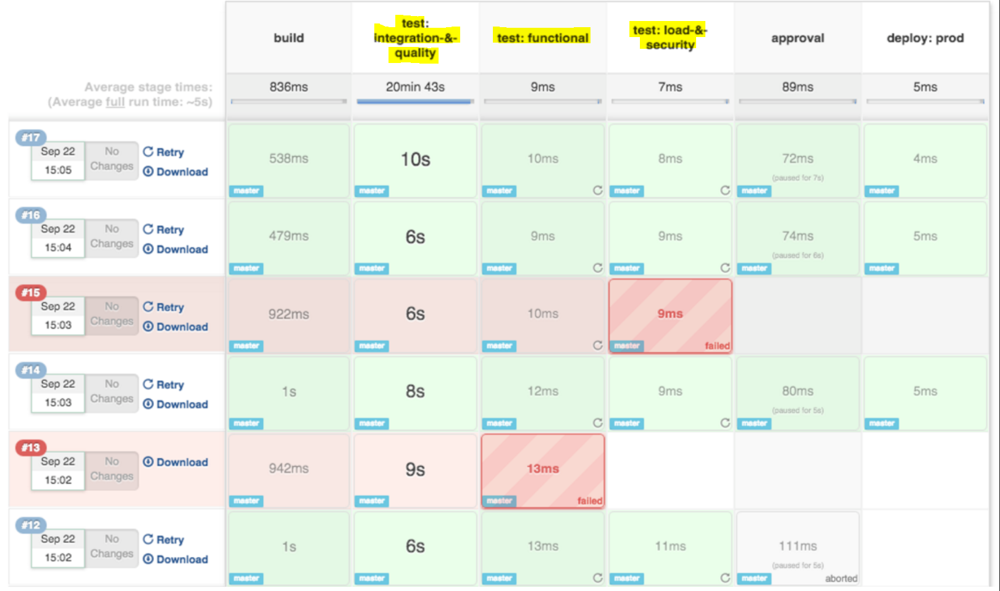 build
test:
integration-&-
quality
test: functional
test: load-&-
security
approval
deploy: prod
Average stage times:
(Average full run time: ~5s)
836ms
20min 43s
9ms
7ms
89ms
5ms
#17
Sep 22
15:05
No
Changes
Retry
Download
538ms
master
10s
master
10ms
master
8ms
master
72ms
(paused for 7s)
master
4ms
master
#16
Sep 22
15:04
No
Changes
Retry
Download
479ms
master
6s
master
9ms
master
9ms
master
74ms
(paused for 6s)
master
5ms
master
#15
Sep 22
15:03
No
Changes
Retry
Download
922ms
master
6s
master
10ms
master
9ms
master
failed
#14
Sep 22
15:03
No
Changes
Retry
Download
1s
master
8s
master
12ms
master
9ms
master
80ms
(paused for 5s)
master
5ms
master
#13
Sep 22
15:02
No
Changes
Download
942ms
master
9s
master
13ms
master
failed
#12
Sep 22
15:02
No
Changes
Retry
Download
1s
master
6s
master
13ms
master
11ms
master
111ms
(paused for 5s)
master
aborted